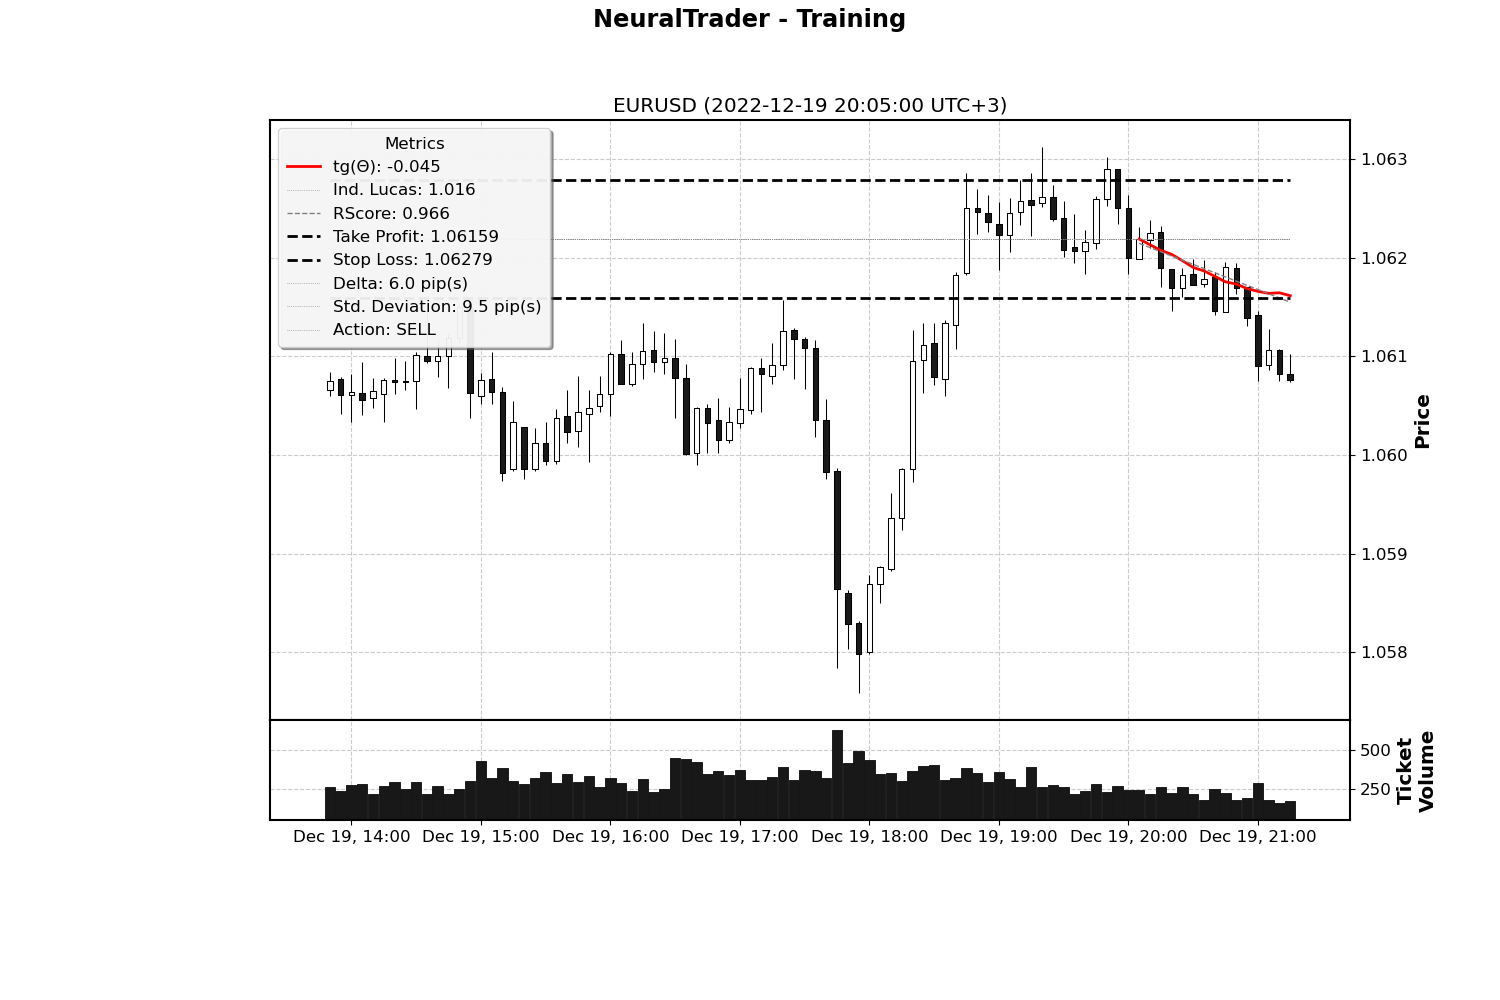 NeuralTrader - Training
EURUSD (2022-12-19 20:05:00 UTC+3)
Metrics
tg(Θ): -0.045
Ind. Lucas: 1.016
RScore: 0.966
Take Profit: 1.06159
Stop Loss: 1.06279
Delta: 6.0 pip(s)
Std. Deviation: 9.5 pip(s)
Action: SELL
1.063
1.062
1.061
1.060
1.059
1.058
Price
500
250
Ticket
Volume
Dec 19, 14:00 Dec 19, 15:00 Dec 19, 16:00 Dec 19, 17:00 Dec 19, 18:00 Dec 19, 19:00 Dec 19, 20:00 Dec 19, 21:00